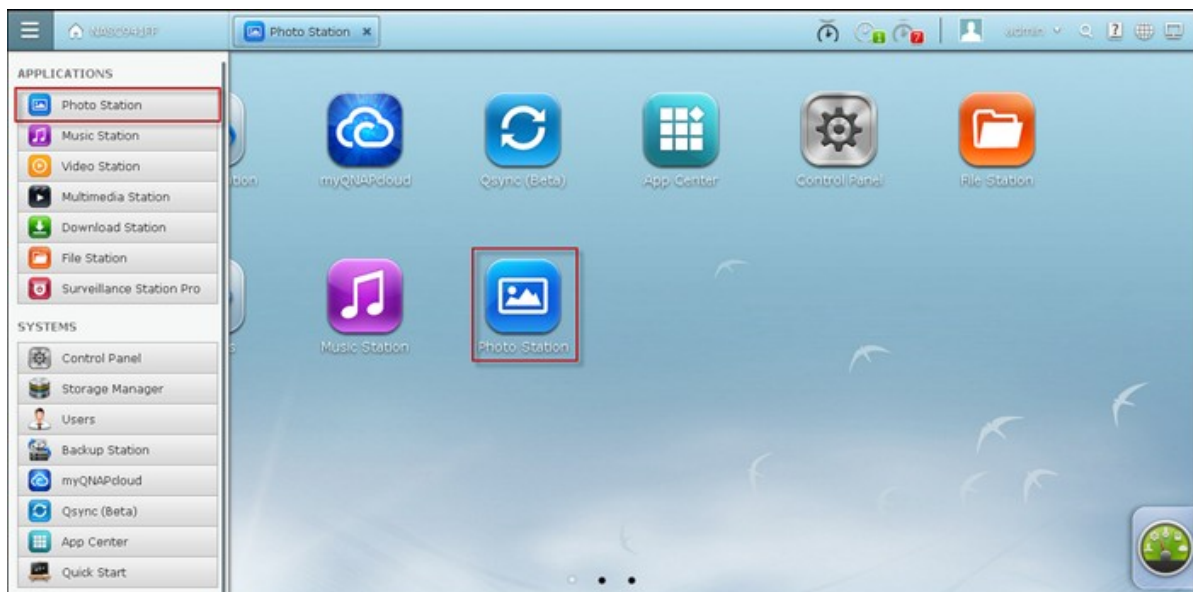 Photo Station
admin
APPLICATIONS
Photo Station
Music Station
Video Station
Multimedia Station
Download Station
File Station
Surveillance Station Pro
SYSTEMS
Control Panel
Storage Manager
Users
Backup Station
myQNAPcloud
Qsync (Beta)
App Center
Quick Start
myQNAPcloud
Qsync (Beta)
App Center
Control Panel
File Station
Music Station
Photo Station